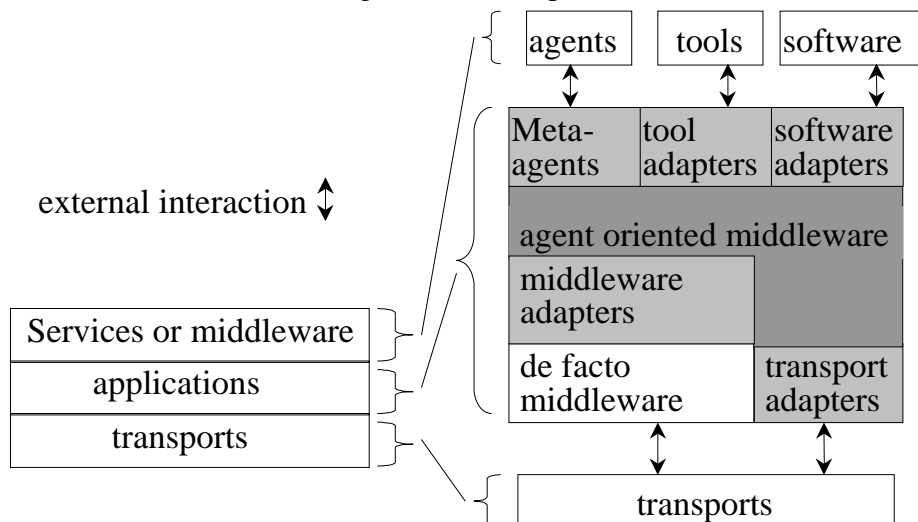 agents tools software
Meta- tool software
agents adapters adapters
external interaction
agent oriented middleware
middleware
adapters
Services or middleware
applications
transports
de facto transport
middleware adapters
transports